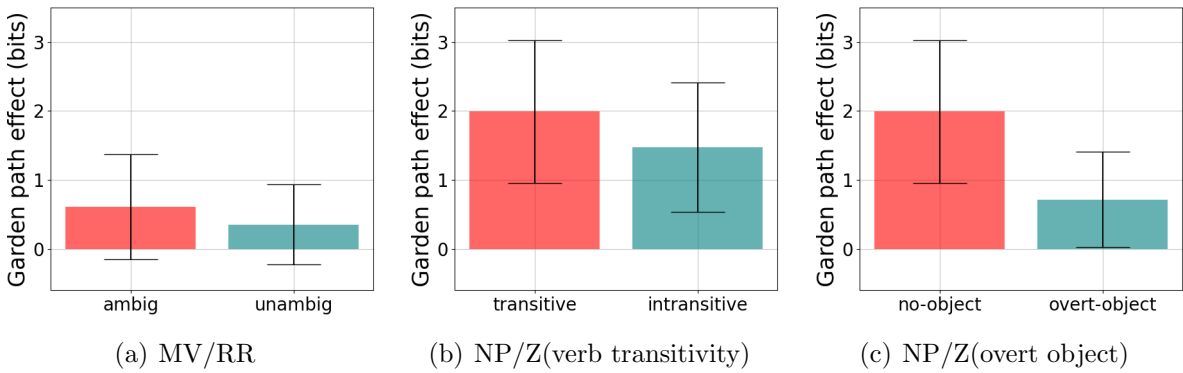 Garden path effect (bits)
3
2
1
0
ambig
unambig
(a) MV/RR
Garden path effect (bits)
3
2
1
0
transitive
intransitive
(b) NP/Z(verb transitivity)
Garden path effect (bits)
3
2
1
0
no-object
overt-object
(c) NP/Z(overt object)